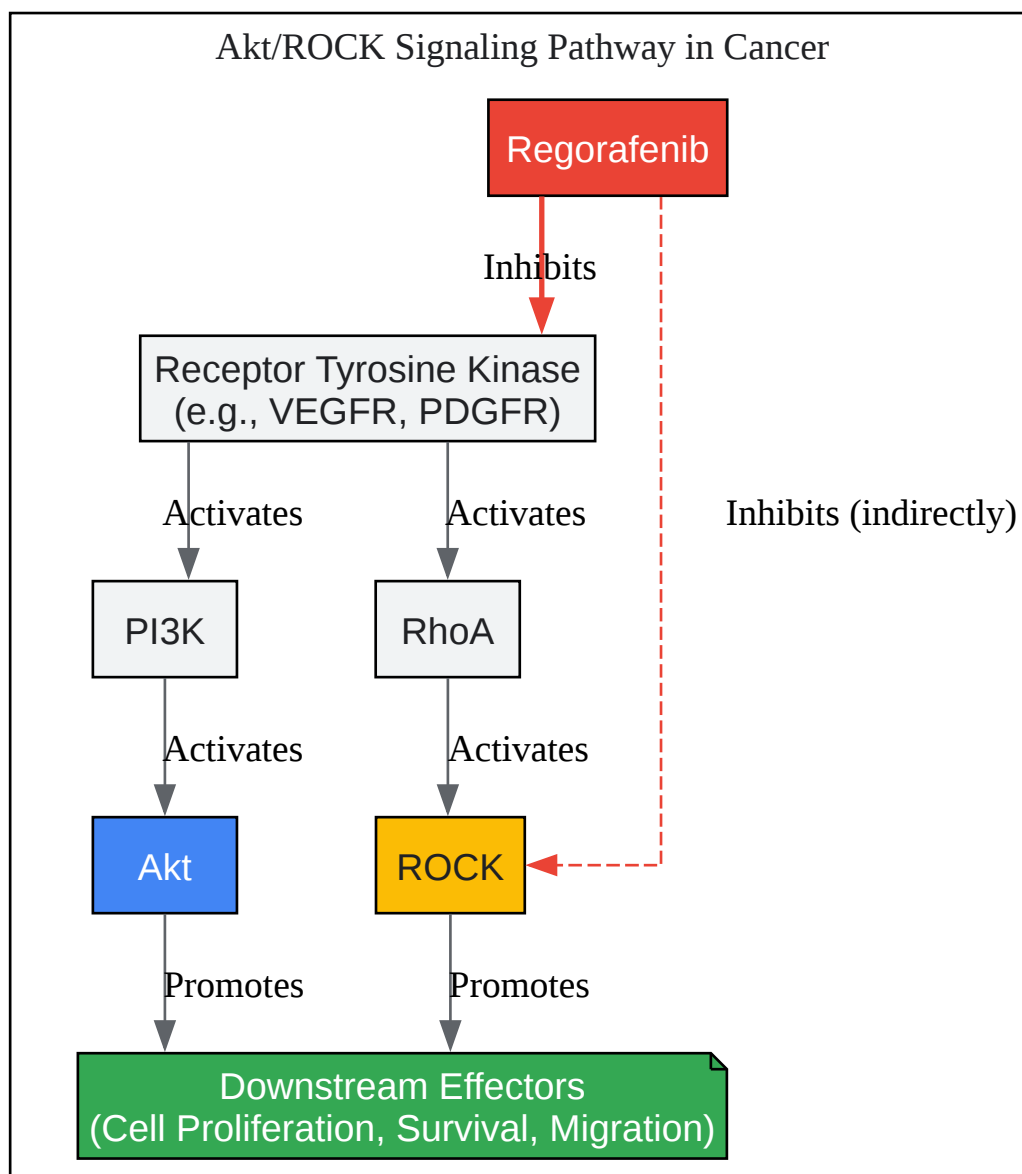 Akt/ROCK Signaling Pathway in Cancer
Regorafenib
Inhibits
Receptor Tyrosine Kinase
(e.g., VEGFR, PDGFR)
Activates
Activates
Inhibits (indirectly)
PI3K
RhoA
Activates
Activates
Akt
ROCK
Promotes
Promotes
Downstream Effectors
(Cell Proliferation, Survival, Migration)